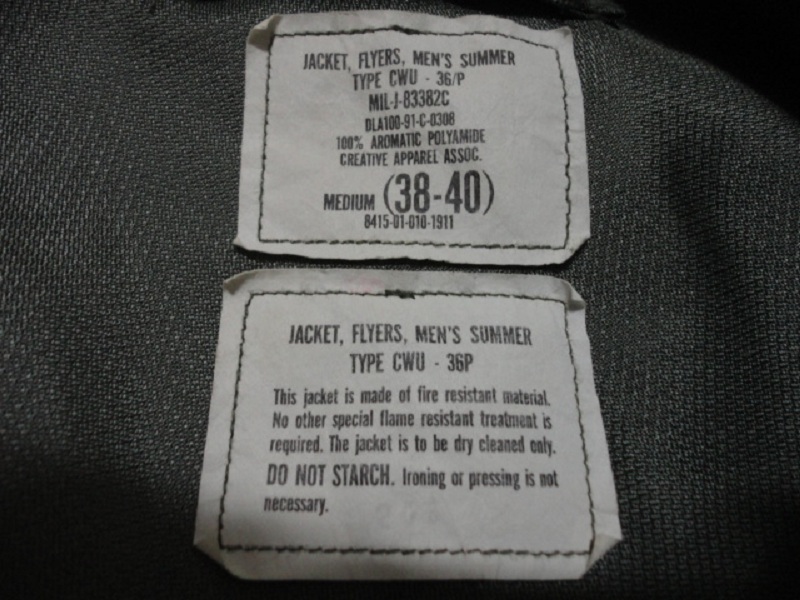 JACKET, FLYERS, MEN'S SUMMER
TYPE CWU - 36/P
MIL-J-83382C
DLA100-91-C-0308
100% AROMATIC POLYAMIDE
CREATIVE APPAREL ASSOC.
MEDIUM (38-40)
8415-01-010-1911
JACKET, FLYERS, MEN'S SUMMER
TYPE CWU - 36P
This jacket is made of fire resistant material.
No other special flame resistant treatment is
required. The jacket is to be dry cleaned only.
DO NOT STARCH. Ironing or pressing is not
necessary.